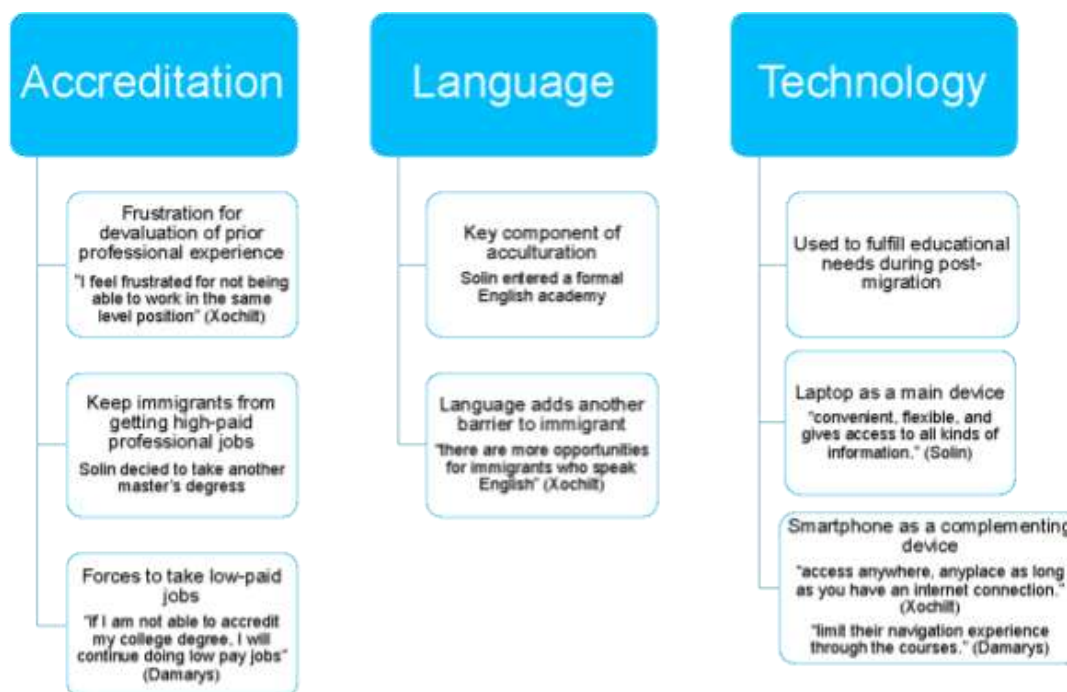 Accreditation
Frustration for
devaluation of prior
professional experience
"I feel frustrated for not being
able to work in the same
level position" (Xochilt)
Keep immigrants from
getting high-paid
professional jobs
Solin decied to take another
master's degree
Forces to take low-paid
jobs
"If I am not able to accredit
my college degree, I will
continue doing low pay jobs"
(Damarys)
Language
Key component of
acculturation
Solin entered a formal
English academy
Language adds another
barrier to immigrant
"there are more opportunities
for immigrants who speak
English" (Xochilt)
Technology
Used to fulfill educational
needs during post-
migration
Laptop as a main device
"convenient, flexible, and
gives access to all kinds of
information." (Solin)
Smartphone as a complementing
device
"access anywhere, anyplace as long
as you have an internet connection."
(Xochilt)
"limit their navigation experience
through the courses." (Damarys)